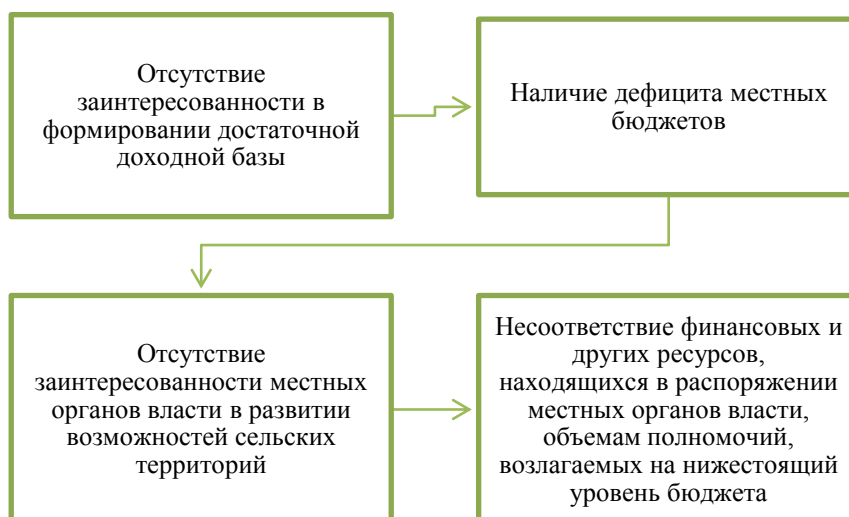 Отсутствие
заинтересованности в
формировании достаточной
доходной базы
Наличие дефицита местных
бюджетов
Отсутствие
заинтересованности местных
органов власти в развитии
возможностей сельских
территорий
Несоответствие финансовых и
других ресурсов,
находящихся в распоряжении
местных органов власти,
объемам полномочий,
возлагаемых на нижестоящий
уровень бюджета